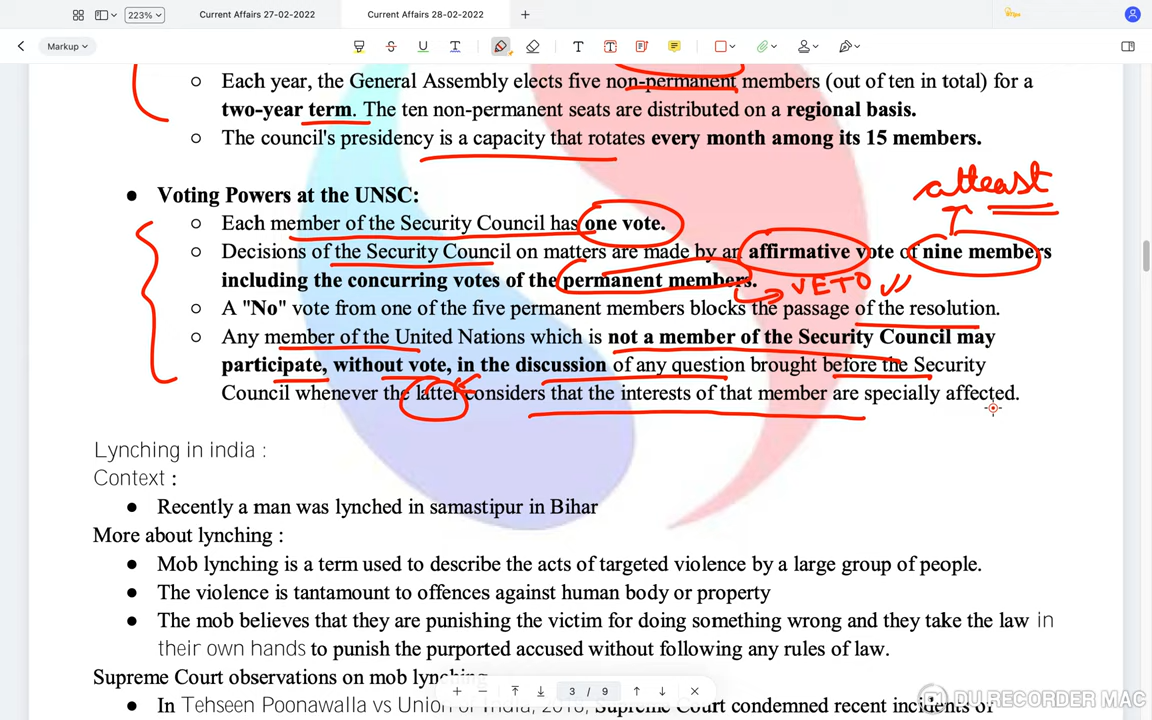 223%
Current Affairs 27-02-2022
Current Affairs 28-02-2022
Markup
Each year, the General Assembly elects five non-permanent members (out of ten in total) for a
two-year term. The ten non-permanent seats are distributed on a regional basis.
The council's presidency is a capacity that rotates every month among its 15 members.
atleast
Voting Powers at the UNSC:
Each member of the Security Council has one vote.
Decisions of the Security Council on matters are made by an affirmative vote of nine members
including the concurring votes of the permanent members.
VETO
A "No" vote from one of the five permanent members blocks the passage of the resolution.
Any member of the United Nations which is not a member of the Security Council may
participate, without vote, in the discussion of any question brought before the Security
Council whenever the latter considers that the interests of that member are specially affected.
Lynching in india :
Context :
Recently a man was lynched in samastipur in Bihar
More about lynching :
Mob lynching is a term used to describe the acts of targeted violence by a large group of people.
The violence is tantamount to offences against human body or property
The mob believes that they are punishing the victim for doing something wrong and they take the law in
their own hands to punish the purported accused without following any rules of law.
Supreme Court observations on mob lynching
3 / 9
In Tehseen Poonawalla vs Union of India, 2018, Supreme Court condemned recent incidents of
DU RECORDER MAC